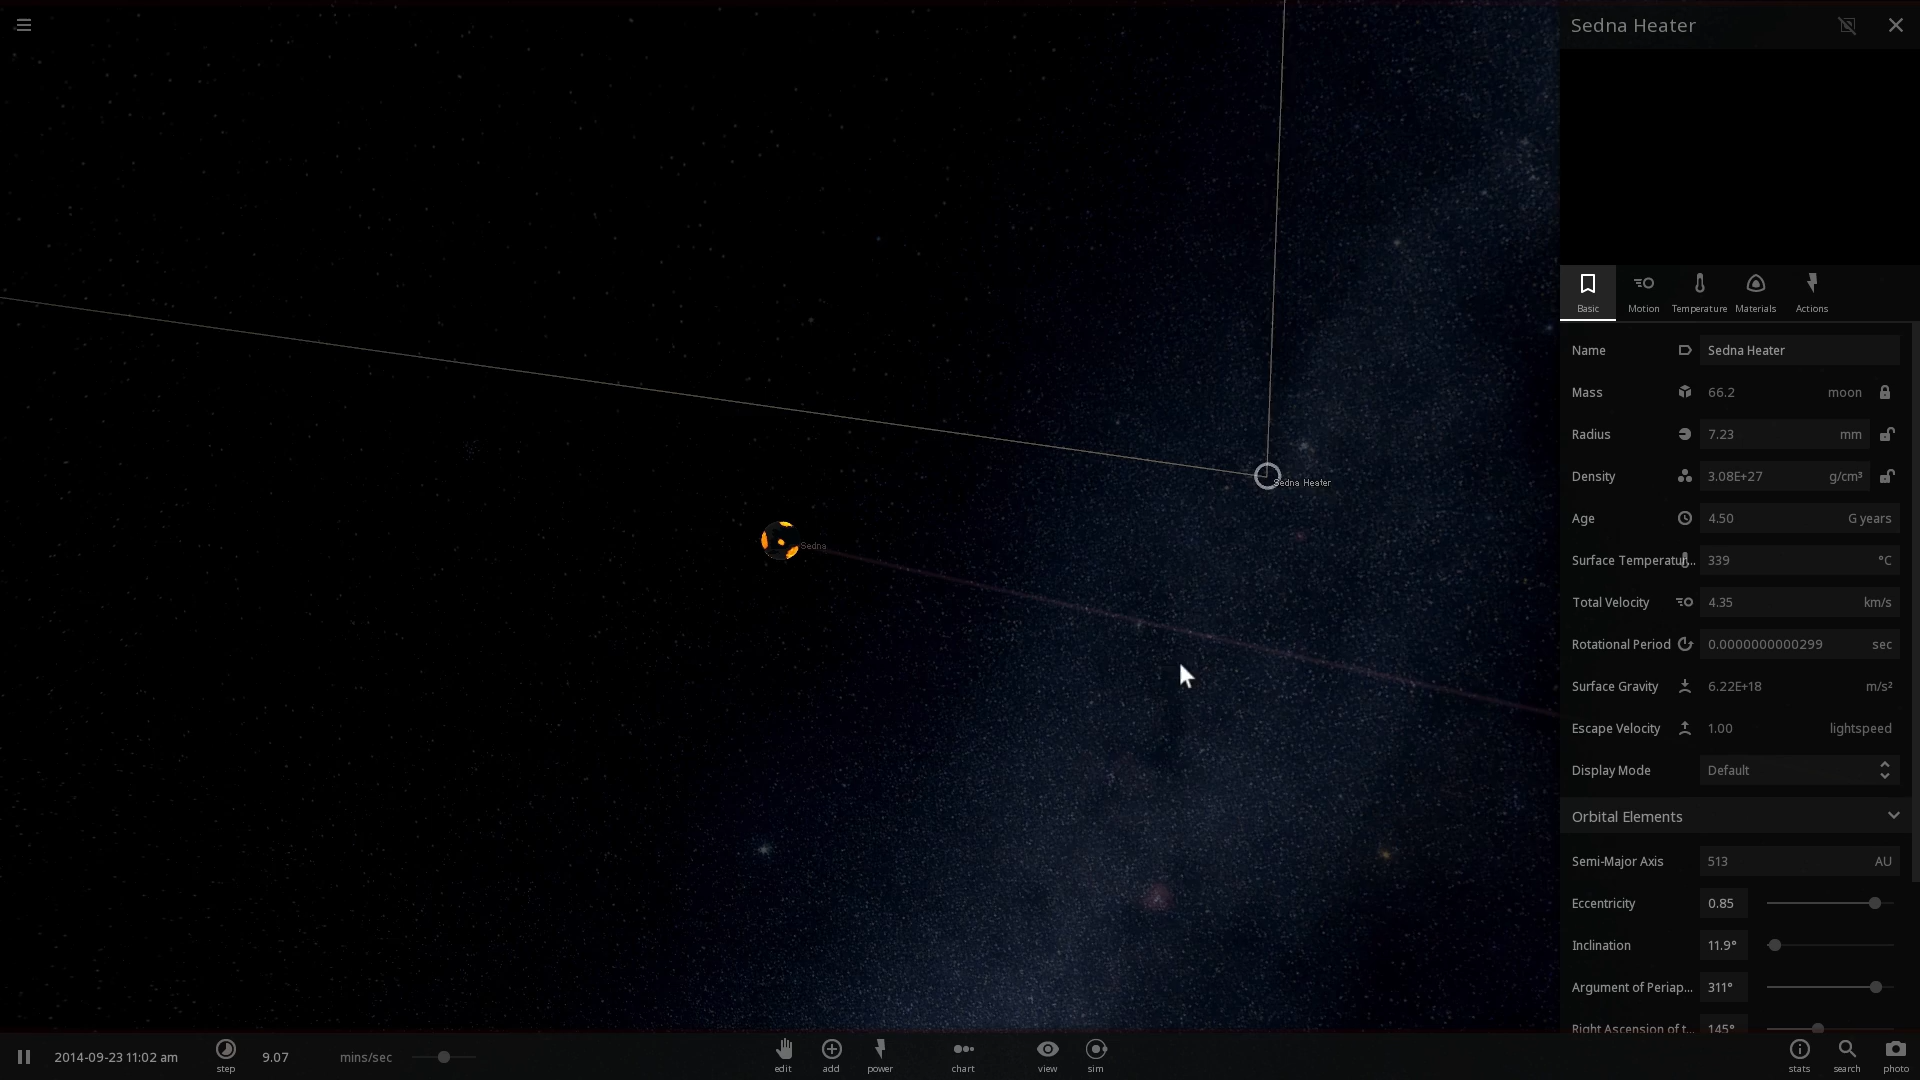 Sedna Heater
Basic
Motion
Temperature
Materials
Actions
Name Sedna Heater
Mass 66.2 moon
Radius 7.23 mm
Density 3.08E+27 g/cm³
Age 4.50 G years
Surface Temperatur... 339 °C
Total Velocity 4.35 km/s
Rotational Period 0.0000000000299 sec
Surface Gravity 6.22E+18 m/s²
Escape Velocity 1.00 lightspeed
Display Mode Default
Orbital Elements
Semi-Major Axis 513 AU
Eccentricity 0.85
Inclination 11.9°
Argument of Periap... 311°
Right Ascension of t... 145°
Sedna Heater
Sedna
2014-09-23 11:02 am
step
9.07 mins/sec
edit
add
power
chart
view
sim
stats
search
photo